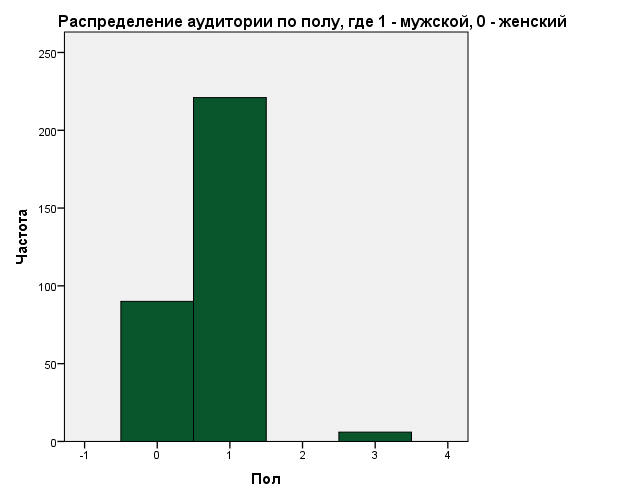 Распределение аудитории по полу, где 1 - мужской, 0 - женский
250
200
150
100
50
0
Частота
-1 0 1 2 3 4
Пол